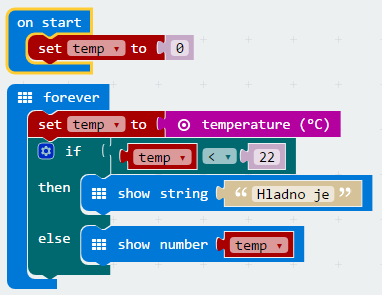 on start
set temp to 0
forever
set temp to temperature (ºC)
if temp < 22
then show string “ Hladno je ”
else show number temp